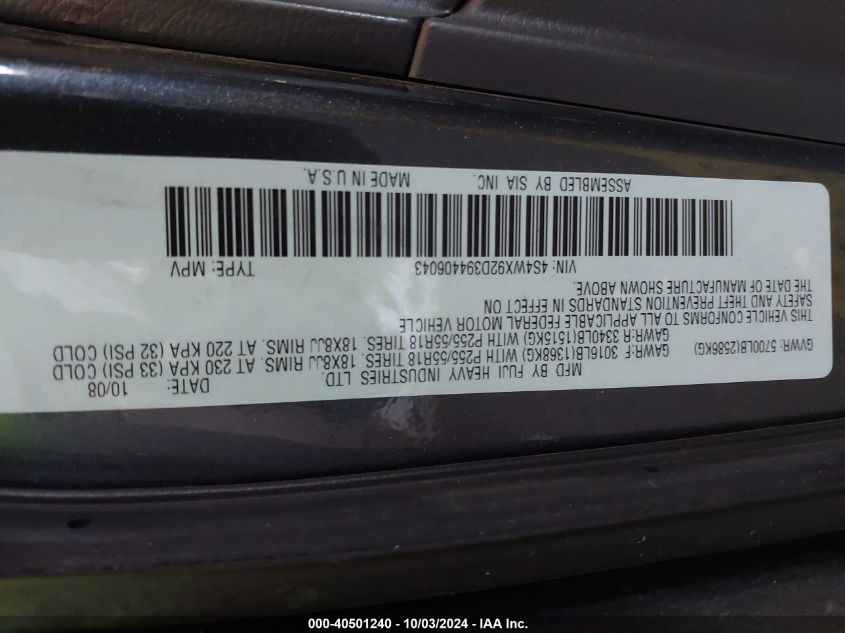 MFD BY FUJI HEAVY INDUSTRIES LTD. DATE: 10/08
GVWR: 5700LB(2586KG) GAWR:F 3016LB(1368KG) WITH P255/55R18 TIRES. 18X8JJ RIMS. AT 230 KPA (33 PSI) COLD
GAWR:R 3340LB(1515KG) WITH P255/55R18 TIRES. 18X8JJ RIMS. AT 220 KPA (32 PSI) COLD
THIS VEHICLE CONFORMS TO ALL APPLICABLE FEDERAL MOTOR VEHICLE
SAFETY AND THEFT PREVENTION STANDARDS IN EFFECT ON
THE DATE OF MANUFACTURE SHOWN ABOVE.
VIN: 4S4WX92D394406043 TYPE: MPV
ASSEMBLED BY SIA INC. MADE IN U.S.A.
000-40501240 - 10/03/2024 - IAA Inc.